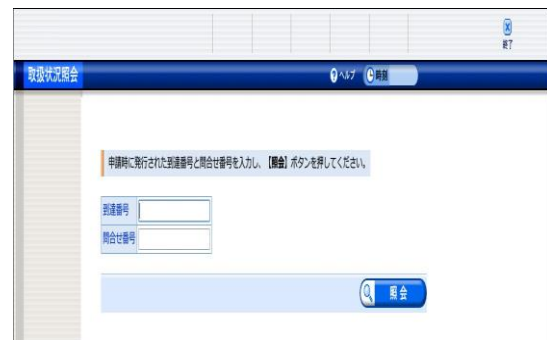 終了
取扱状況照会
ヘルプ 時刻
申請時に発行された到達番号と問合せ番号を入力し、【照会】ボタンを押してください。
到達番号
問合せ番号
照会